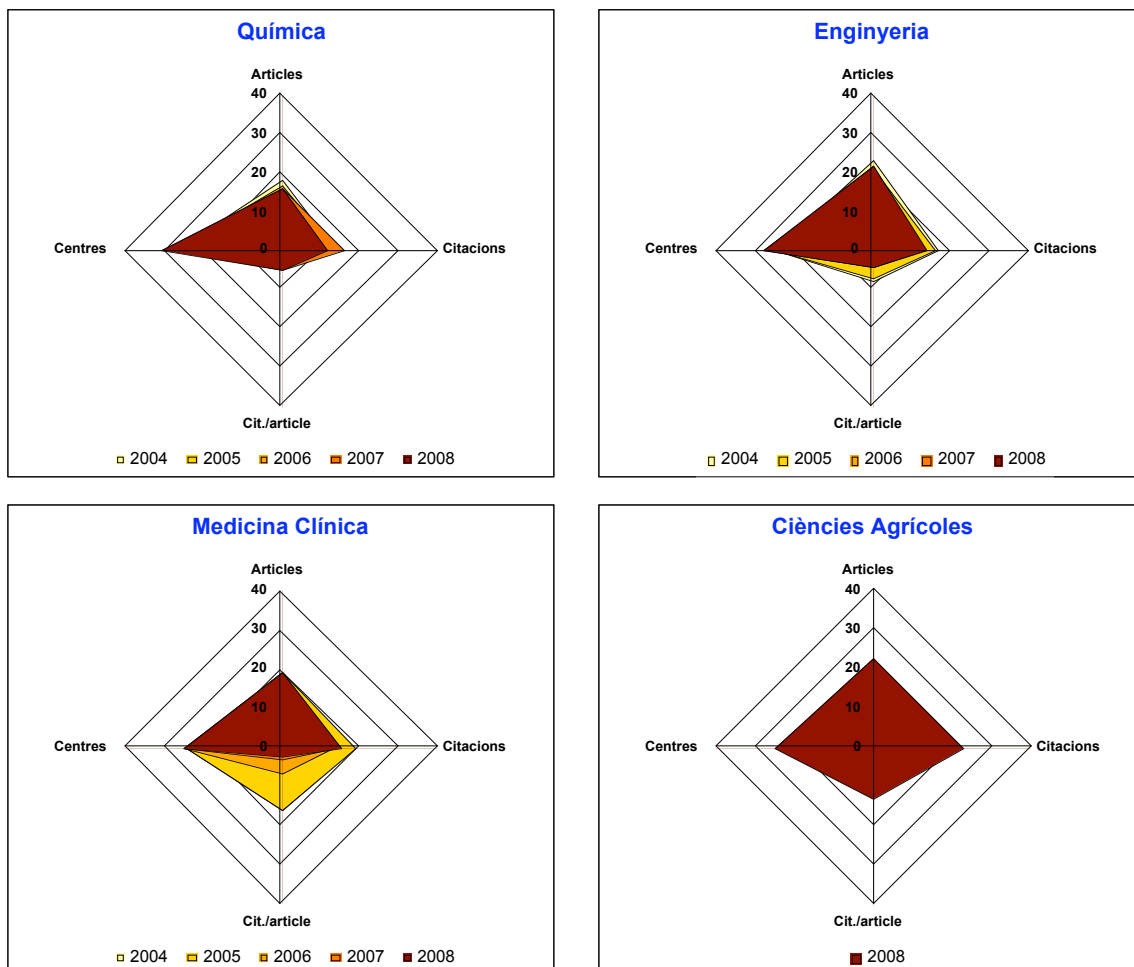 Química
Articles
40
30
20
10
0
Centres
Citacions
Cit./article
2004 2005 2006 2007 2008
Enginyeria
Articles
40
30
20
10
0
Centres
Citacions
Cit./article
2004 2005 2006 2007 2008
Medicina Clínica
Articles
40
30
20
10
0
Centres
Citacions
Cit./article
2004 2005 2006 2007 2008
Ciències Agrícoles
Articles
40
30
20
10
0
Centres
Citacions
Cit./article
2008